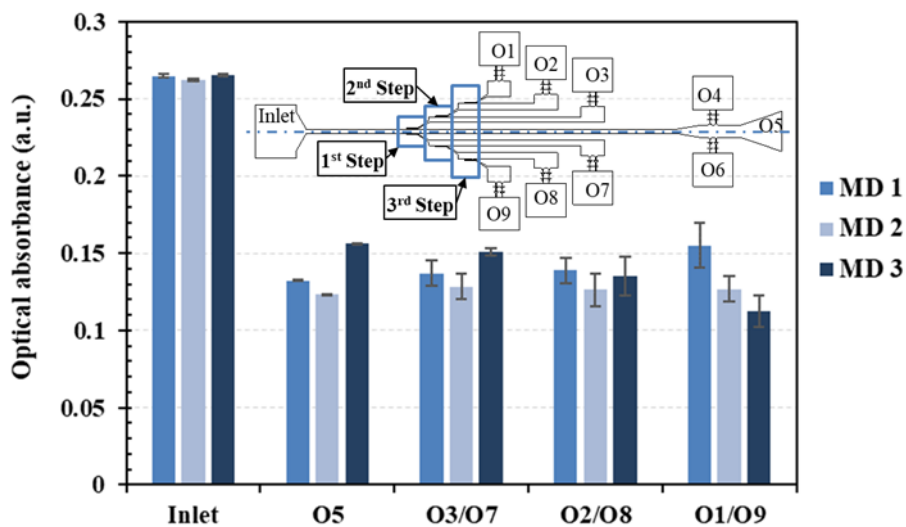 Optical absorbance (a.u.)
0.3
0.25
0.2
0.15
0.1
0.05
0
Inlet
O5
O3/O7
O2/O8
O1/O9
MD 1
MD 2
MD 3
Inlet
1st Step
2nd Step
3rd Step
O1
O2
O3
O4
O5
O6
O7
O8
O9